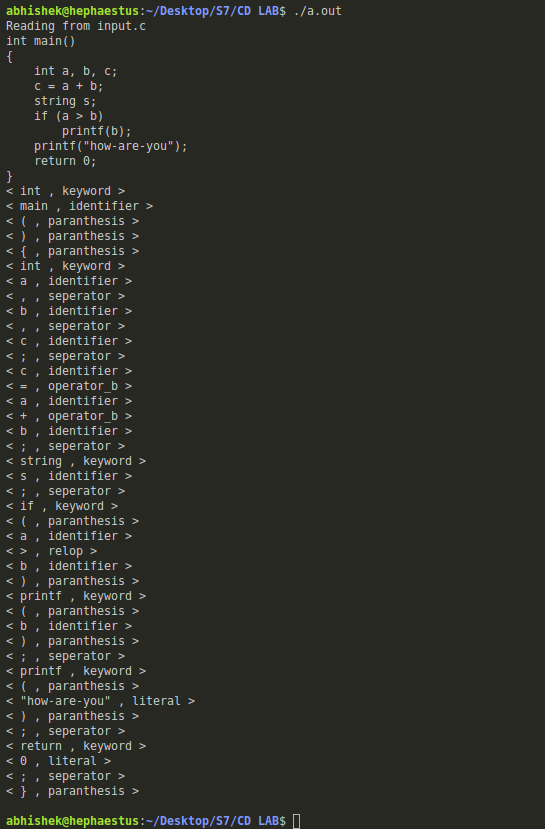 abhishek@hephaestus:~/Desktop/S7/CD LAB$ ./a.out
Reading from input.c
int main()
{
    int a, b, c;
    c = a + b;
    string s;
    if (a > b)
        printf(b);
    printf("how-are-you");
    return 0;
}
< int , keyword >
< main , identifier >
< ( , paranthesis >
< ) , paranthesis >
< { , paranthesis >
< int , keyword >
< a , identifier >
< , , seperator >
< b , identifier >
< , , seperator >
< c , identifier >
< ; , seperator >
< c , identifier >
< = , operator_b >
< a , identifier >
< + , operator_b >
< b , identifier >
< ; , seperator >
< string , keyword >
< s , identifier >
< ; , seperator >
< if , keyword >
< ( , paranthesis >
< a , identifier >
< > , relop >
< b , identifier >
< ) , paranthesis >
< printf , keyword >
< ( , paranthesis >
< b , identifier >
< ) , paranthesis >
< ; , seperator >
< printf , keyword >
< ( , paranthesis >
< "how-are-you" , literal >
< ) , paranthesis >
< ; , seperator >
< return , keyword >
< 0 , literal >
< ; , seperator >
< } , paranthesis >
abhishek@hephaestus:~/Desktop/S7/CD LAB$